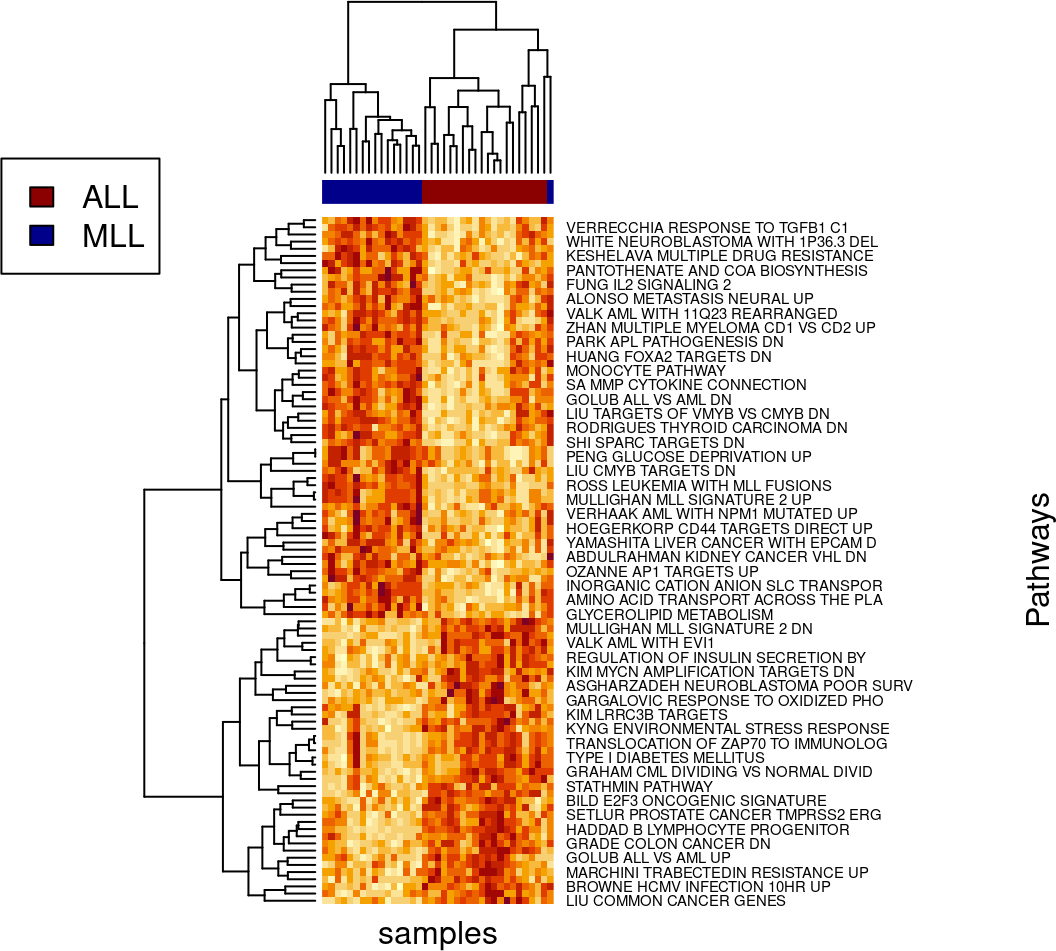 ALL
MLL
VERRECCHIA RESPONSE TO TGFB1 C1
WHITE NEUROBLASTOMA WITH 1P36.3 DEL
KESHELAVA MULTIPLE DRUG RESISTANCE
PANTOTHENATE AND COA BIOSYNTHESIS
FUNG IL2 SIGNALING 2
ALONSO METASTASIS NEURAL UP
VALK AML WITH 11Q23 REARRANGED
ZHAN MULTIPLE MYELOMA CD1 VS CD2 UP
PARK APL PATHOGENESIS DN
HUANG FOXA2 TARGETS DN
MONOCYTE PATHWAY
SA MMP CYTOKINE CONNECTION
GOLUB ALL VS AML DN
LIU TARGETS OF VMYB VS CMYB DN
RODRIGUES THYROID CARCINOMA DN
SHI SPARC TARGETS DN
PENG GLUCOSE DEPRIVATION UP
LIU CMYB TARGETS DN
ROSS LEUKEMIA WITH MLL FUSIONS
MULLIGHAN MLL SIGNATURE 2 UP
VERHAAK AML WITH NPM1 MUTATED UP
HOEGERKORP CD44 TARGETS DIRECT UP
YAMASHITA LIVER CANCER WITH EPCAM D
ABDULRAHMAN KIDNEY CANCER VHL DN
OZANNE AP1 TARGETS UP
INORGANIC CATION ANION SLC TRANSPOR
AMINO ACID TRANSPORT ACROSS THE PLA
GLYCEROLIPID METABOLISM
MULLIGHAN MLL SIGNATURE 2 DN
VALK AML WITH EVI1
REGULATION OF INSULIN SECRETION BY
KIM MYCN AMPLIFICATION TARGETS DN
ASGHARZADEH NEUROBLASTOMA POOR SURV
GARGALOVIC RESPONSE TO OXIDIZED PHO
KIM LRRC3B TARGETS
KYNG ENVIRONMENTAL STRESS RESPONSE
TRANSLOCATION OF ZAP70 TO IMMUNOLOG
TYPE I DIABETES MELLITUS
GRAHAM CML DIVIDING VS NORMAL DIVID
STATHMIN PATHWAY
BILD E2F3 ONCOGENIC SIGNATURE
SETLUR PROSTATE CANCER TMPRSS2 ERG
HADDAD B LYMPHOCYTE PROGENITOR
GRADE COLON CANCER DN
GOLUB ALL VS AML UP
MARCHINI TRABECTEDIN RESISTANCE UP
BROWNE HCMV INFECTION 10HR UP
LIU COMMON CANCER GENES
Pathways
samples